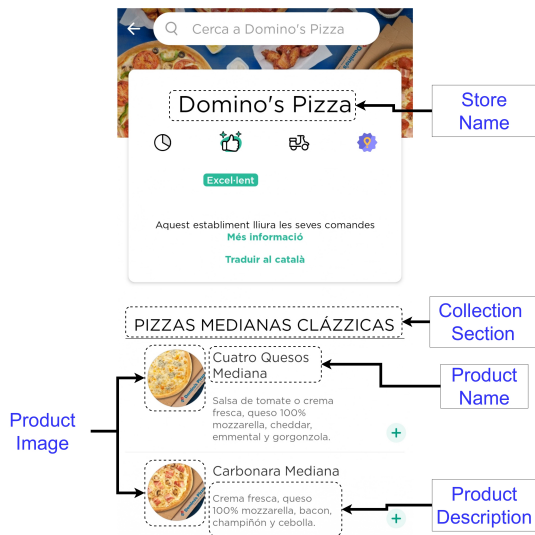 Cerca a Domino's Pizza
Domino's Pizza
Store
Name
Excel·lent
Aquest establiment lliura les seves comandes
Més informació
Traduir al català
PIZZAS MEDIANAS CLÁZZICAS
Collection
Section
Cuatro Quesos
Mediana
Product
Name
Salsa de tomate o crema
fresca, queso 100%
mozzarella, cheddar,
emmental y gorgonzola.
Product
Image
Carbonara Mediana
Crema fresca, queso
100% mozzarella, bacon,
champiñón y cebolla.
Product
Description